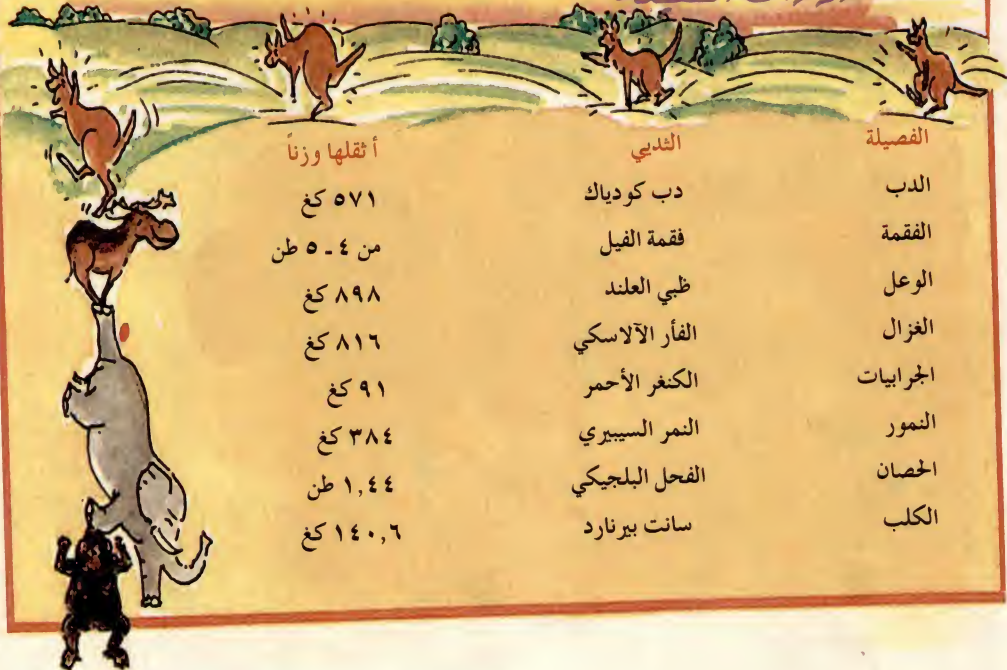 الفصيلة الثديي أثقلها وزناً
الدب دب كودياك ٥٧١ كغ
الفقمة فقمة الفيل من ٤ ـ ٥ طن
الوعل ظبي العلند ٨٩٨ كغ
الغزال الفأر الآلاسكي ٨١٦ كغ
الجرابيات الكنغر الأحمر ٩١ كغ
النمور النمر السيبيري ٣٨٤ كغ
الحصان الفحل البلجيكي ١,٤٤ طن
الكلب سانت بيرنارد ١٤٠,٦ كغ